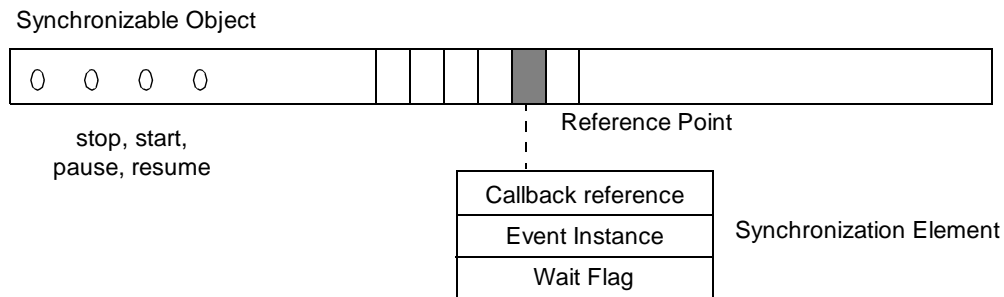 Synchronizable Object
stop, start,
pause, resume
Reference Point
Callback reference
Event Instance
Wait Flag
Synchronization Element